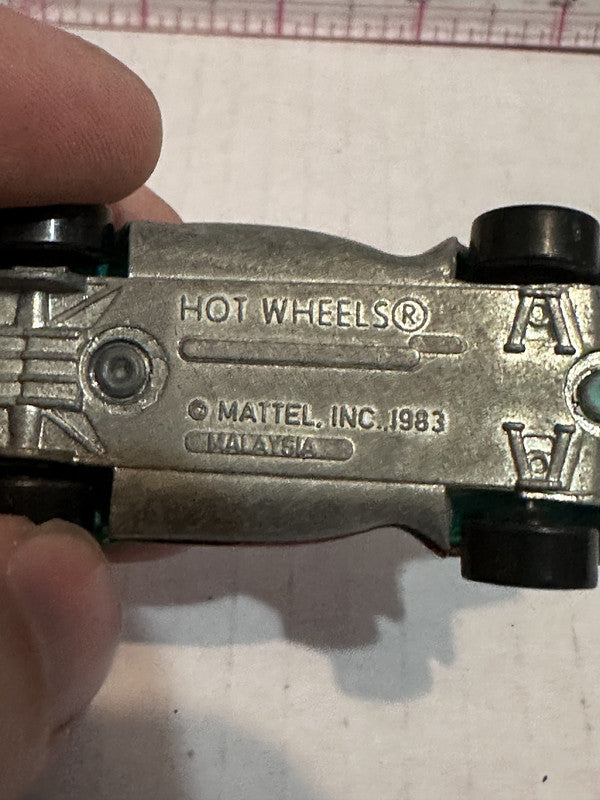 HOT WHEELS®
© MATTEL, INC., 1983
MALAYSIA